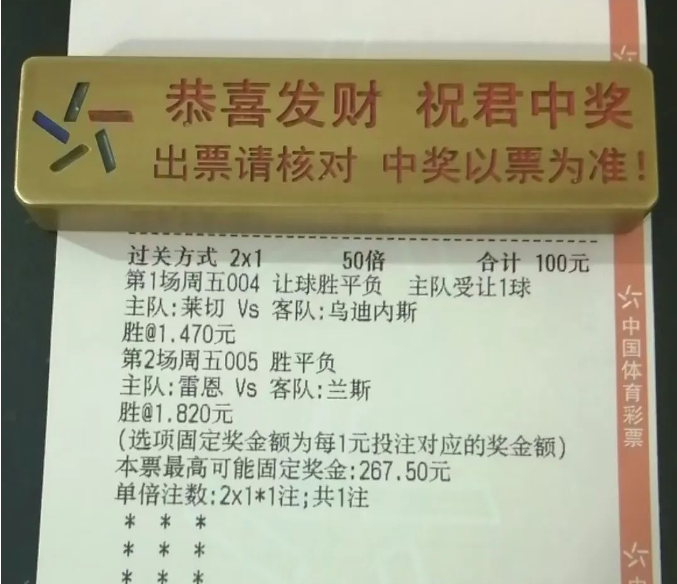 恭喜发财 祝君中奖
出票请核对 中奖以票为准!
过关方式 2x1 50倍 合计 100元
第1场周五004 让球胜平负 主队受让1球
主队:莱切 Vs 客队:乌迪内斯
胜@1.470元
第2场周五005 胜平负
主队:雷恩 Vs 客队:兰斯
胜@1.820元
(选项固定奖金额为每1元投注对应的奖金额)
本票最高可能固定奖金:267.50元
单倍注数:2x1*1注;共1注
* * *
* * *
* * *
中国体育彩票